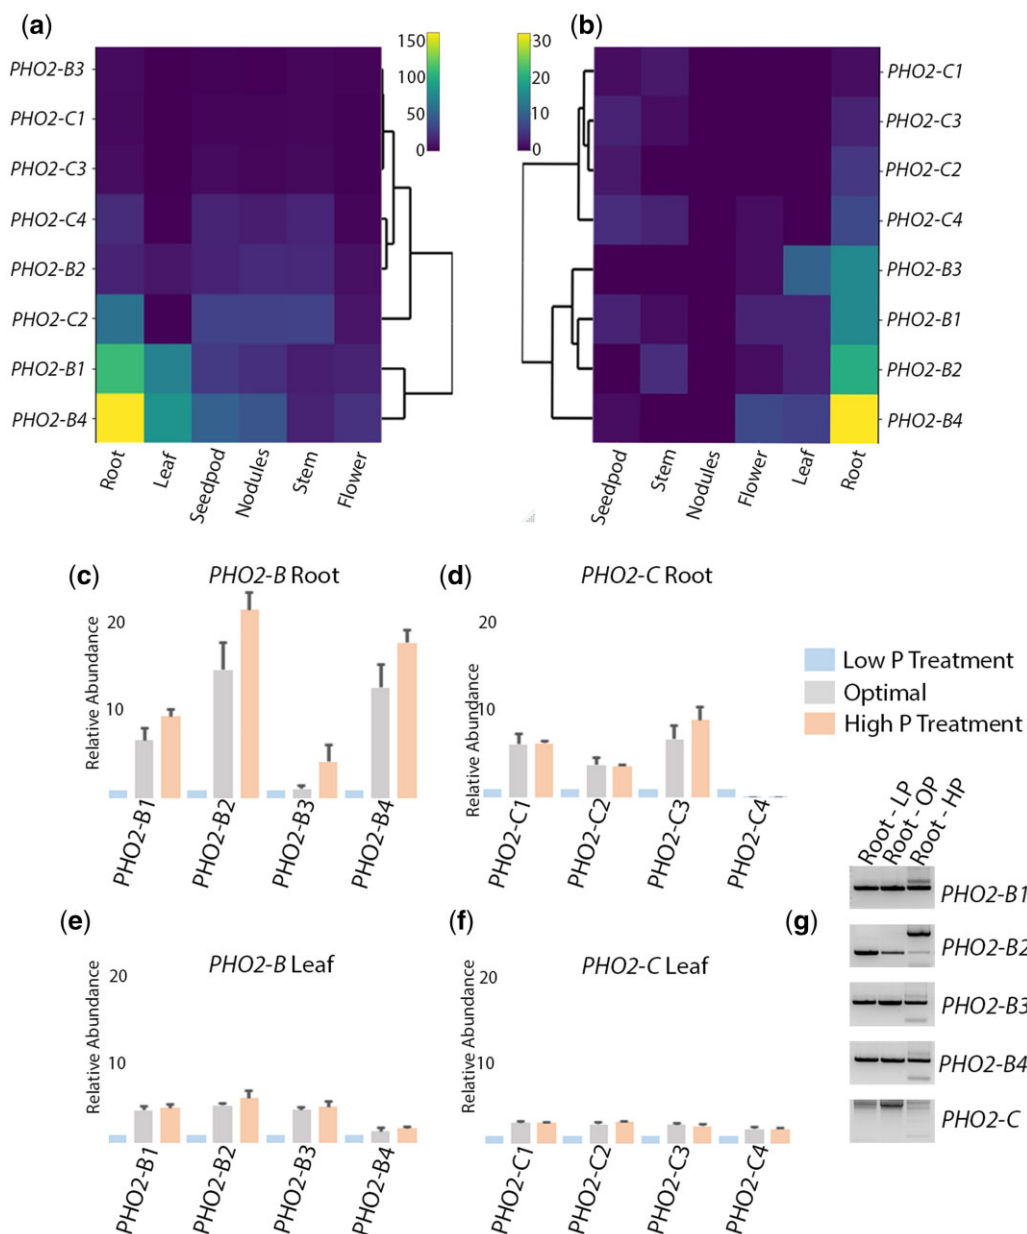 (a)
150
100
50
0
PHO2-B3
PHO2-C1
PHO2-C3
PHO2-C4
PHO2-B2
PHO2-C2
PHO2-B1
PHO2-B4
Root
Leaf
Seedpod
Nodules
Stem
Flower
(b)
30
20
10
0
PHO2-C1
PHO2-C3
PHO2-C2
PHO2-C4
PHO2-B3
PHO2-B1
PHO2-B2
PHO2-B4
Seedpod
Stem
Nodules
Flower
Leaf
Root
(c)
PHO2-B Root
Relative Abundance
20
10
PHO2-B1
PHO2-B2
PHO2-B3
PHO2-B4
(d)
PHO2-C Root
Relative Abundance
20
10
PHO2-C1
PHO2-C2
PHO2-C3
PHO2-C4
Low P Treatment
Optimal
High P Treatment
(e)
PHO2-B Leaf
Relative Abundance
20
10
PHO2-B1
PHO2-B2
PHO2-B3
PHO2-B4
(f)
PHO2-C Leaf
Relative Abundance
20
10
PHO2-C1
PHO2-C2
PHO2-C3
PHO2-C4
(g)
Root - LP
Root - OP
Root - HP
PHO2-B1
PHO2-B2
PHO2-B3
PHO2-B4
PHO2-C